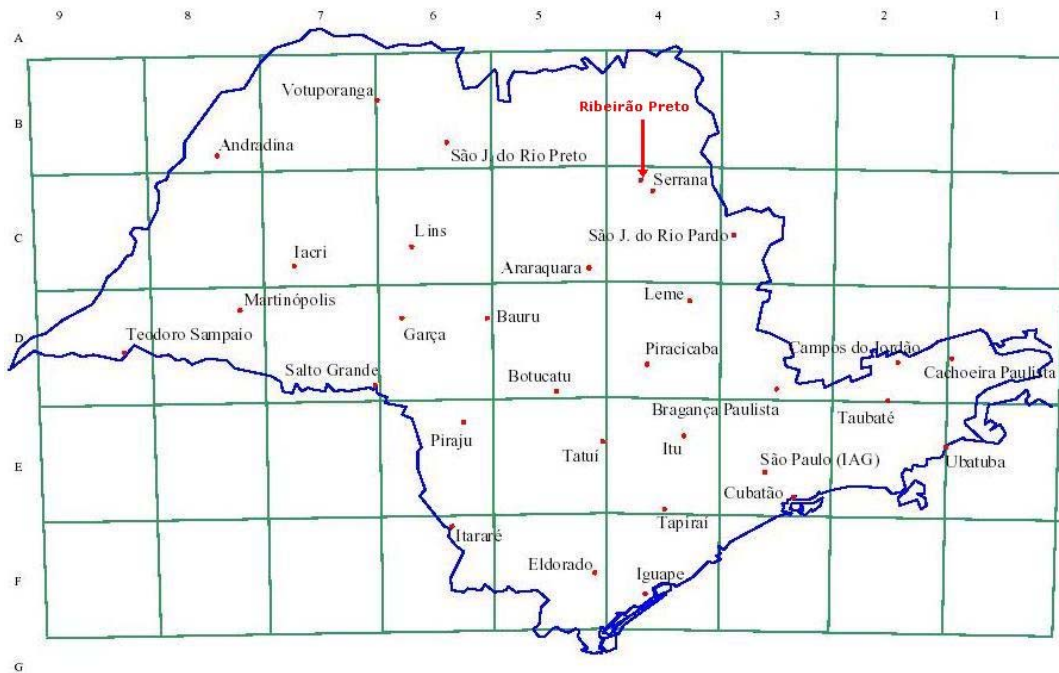 9 8 7 6 5 4 3 2 1
A
Votuporanga
Ribeirão Preto
B
Andradina
São J. do Rio Preto
Serrana
Lins
São J. do Rio Pardo
C
Iacri
Araraquara
Leme
Martinópolis
Bauru
Garça
Teodoro Sampaio
D
Campos do Jordão
Piracicaba
Salto Grande
Cachoeira Paulista
Botucatu
Bragança Paulista
Taubaté
Piraju
Tatuí
Itu
São Paulo (IAG)
Ubatuba
E
Cubatão
Tapiraí
Itararé
Eldorado
Iguape
F
G